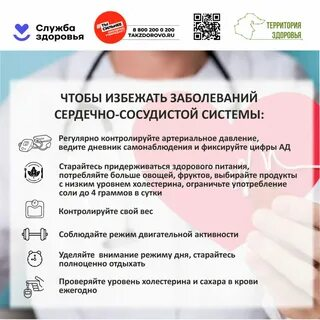 Служба здоровья
ТЫ СИЛЬНЕЕ
8 800 200 0 200
TAKZDOROVO.RU
ТЕРРИТОРИЯ ЗДОРОВЬЯ
ЧТОБЫ ИЗБЕЖАТЬ ЗАБОЛЕВАНИЙ
СЕРДЕЧНО-СОСУДИСТОЙ СИСТЕМЫ:
Регулярно контролируйте артериальное давление,
ведите дневник самонаблюдения и фиксируйте цифры АД
Старайтесь придерживаться здорового питания,
потребляйте больше овощей, фруктов, выбирайте продукты
с низким уровнем холестерина, ограничьте употребление
соли до 4 граммов в сутки
Контролируйте свой вес
Соблюдайте режим двигательной активности
Уделяйте внимание режиму дня, старайтесь
полноценно отдыхать
Проверяйте уровень холестерина и сахара в крови
ежегодно